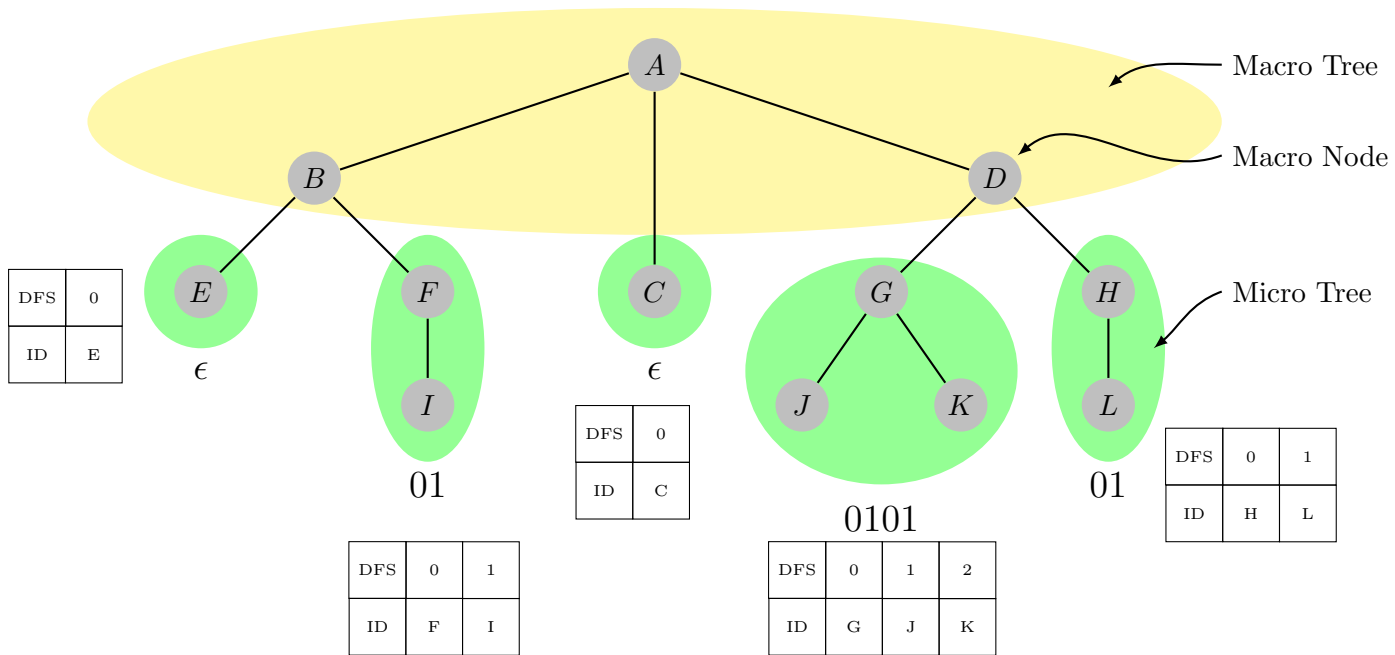 A
Macro Tree
Macro Node
B
D
E
F
C
G
H
Micro Tree
DFS 0
ID E
ϵ
ϵ
I
J
K
L
DFS 0
ID C
01
01
DFS 0 1
ID H L
0101
DFS 0 1
ID F I
DFS 0 1 2
ID G J K